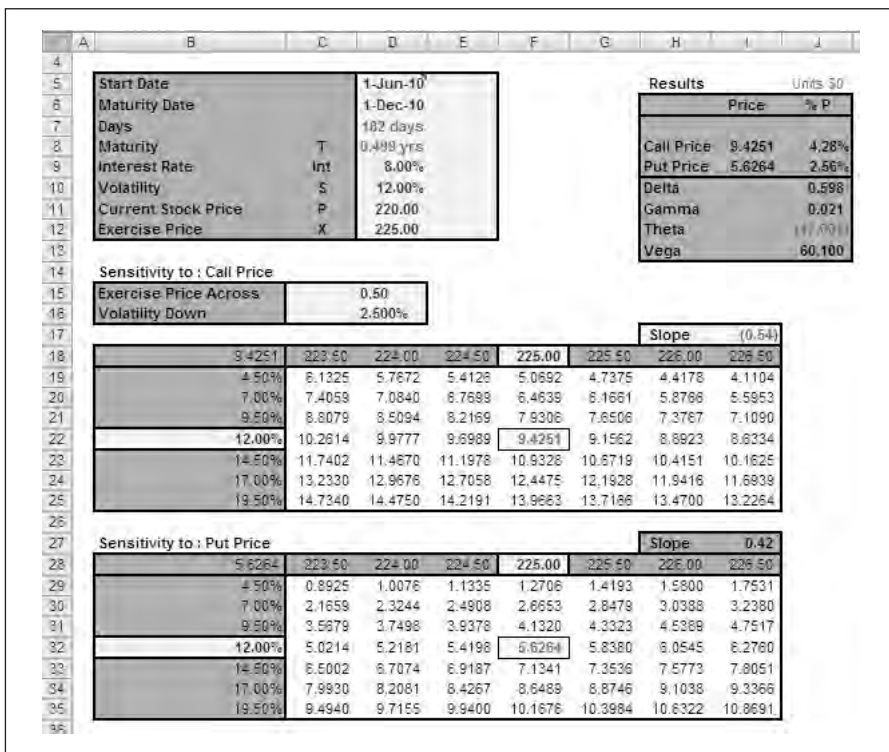 A B C D E F G H I J
4
5 Start Date 1-Jun-10 Results Units $0
6 Maturity Date 1-Dec-10 Price % P
7 Days 182 days
8 Maturity T 0.499 yrs Call Price 9.4251 4.28%
9 Interest Rate Int 8.00% Put Price 5.6264 2.56%
10 Volatility S 12.00% Delta 0.598
11 Current Stock Price P 220.00 Gamma 0.021
12 Exercise Price X 225.00 Theta
13 Vega 60.100
14 Sensitivity to : Call Price
15 Exercise Price Across 0.50
16 Volatility Down 2.500%
17 Slope (0.54)
18 9.4251 223.50 224.00 224.50 225.00 225.50 226.00 226.50
19 4.50% 6.1325 5.7672 5.4126 5.0692 4.7375 4.4178 4.1104
20 7.00% 7.4059 7.0840 6.7699 6.4639 6.1661 5.8766 5.5953
21 9.50% 8.8079 8.5094 8.2169 7.9306 7.6506 7.3767 7.1090
22 12.00% 10.2614 9.9777 9.6989 9.4251 9.1562 8.8923 8.6334
23 14.50% 11.7402 11.4670 11.1978 10.9328 10.6719 10.4151 10.1625
24 17.00% 13.2330 12.9676 12.7058 12.4475 12.1928 11.9416 11.6939
25 19.50% 14.7340 14.4750 14.2191 13.9663 13.7166 13.4700 13.2264
26
27 Sensitivity to : Put Price Slope 0.42
28 5.6264 223.50 224.00 224.50 225.00 225.50 226.00 226.50
29 4.50% 0.8925 1.0076 1.1335 1.2706 1.4193 1.5800 1.7531
30 7.00% 2.1659 2.3244 2.4908 2.6653 2.8479 3.0388 3.2380
31 9.50% 3.5679 3.7498 3.9378 4.1320 4.3323 4.5389 4.7517
32 12.00% 5.0214 5.2181 5.4198 5.6264 5.8380 6.0545 6.2760
33 14.50% 6.5002 6.7074 6.9187 7.1341 7.3536 7.5773 7.8051
34 17.00% 7.9930 8.2081 8.4267 8.6489 8.8746 9.1038 9.3366
35 19.50% 9.4940 9.7155 9.9400 10.1676 10.3984 10.6322 10.8691
36